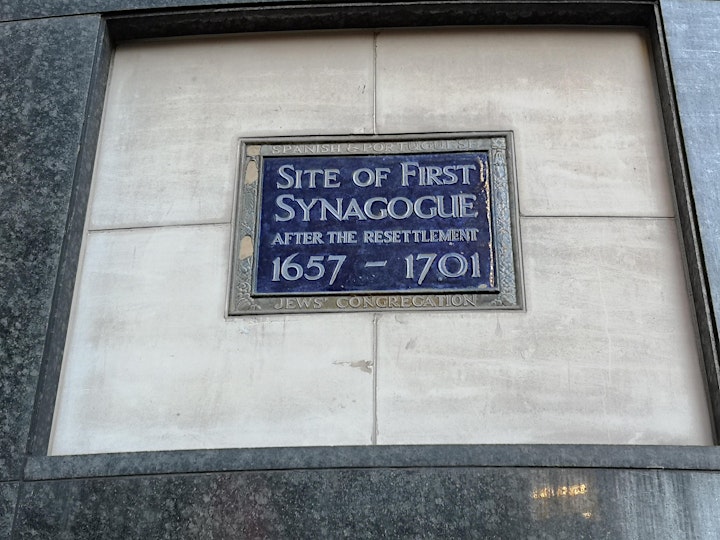 SPANISH & PORTUGUESE
SITE OF FIRST
SYNAGOGUE
AFTER THE RESETTLEMENT
1657 – 1701
JEWS' CONGREGATION